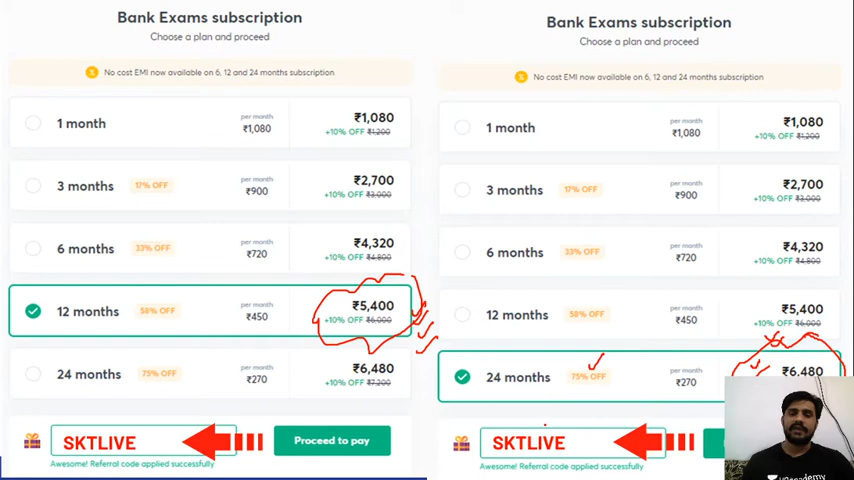 Bank Exams subscription
Choose a plan and proceed
No cost EMI now available on 6, 12 and 24 months subscription
1 month
per month
₹1,080
₹1,080
+10% OFF ₹1,200
3 months
17% OFF
per month
₹900
₹2,700
+10% OFF ₹3,000
6 months
33% OFF
per month
₹720
₹4,320
+10% OFF ₹4,800
12 months
58% OFF
per month
₹450
₹5,400
+10% OFF ₹6,000
24 months
75% OFF
per month
₹270
₹6,480
+10% OFF ₹7,200
SKTLIVE
Proceed to pay
Awesome! Referral code applied successfully
Bank Exams subscription
Choose a plan and proceed
No cost EMI now available on 6, 12 and 24 months subscription
1 month
per month
₹1,080
₹1,080
+10% OFF ₹1,200
3 months
17% OFF
per month
₹900
₹2,700
+10% OFF ₹3,000
6 months
33% OFF
per month
₹720
₹4,320
+10% OFF ₹4,800
12 months
58% OFF
per month
₹450
₹5,400
+10% OFF ₹6,000
24 months
75% OFF
per month
₹270
₹6,480
SKTLIVE
Awesome! Referral code applied successfully